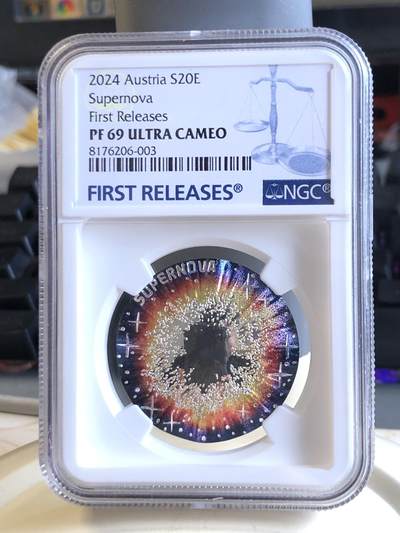 2024 Austria S20E
Supernova
First Releases
PF 69 ULTRA CAMEO
8176206-003
FIRST RELEASES®
NGC®
SUPERNOVA